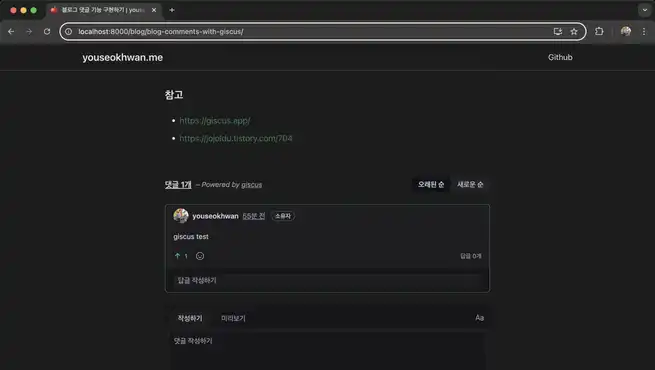 블로그 댓글 기능 구현하기 | youse
localhost:8000/blog/blog-comments-with-giscus/
youseokhwan.me
Github
참고
https://giscus.app/
https://jojoldu.tistory.com/704
댓글 1개 – Powered by giscus
오래된 순 새로운 순
youseokhwan 55분 전 소유자
giscus test
1
답글 0개
답글 작성하기
작성하기 미리보기 Aa
댓글 작성하기